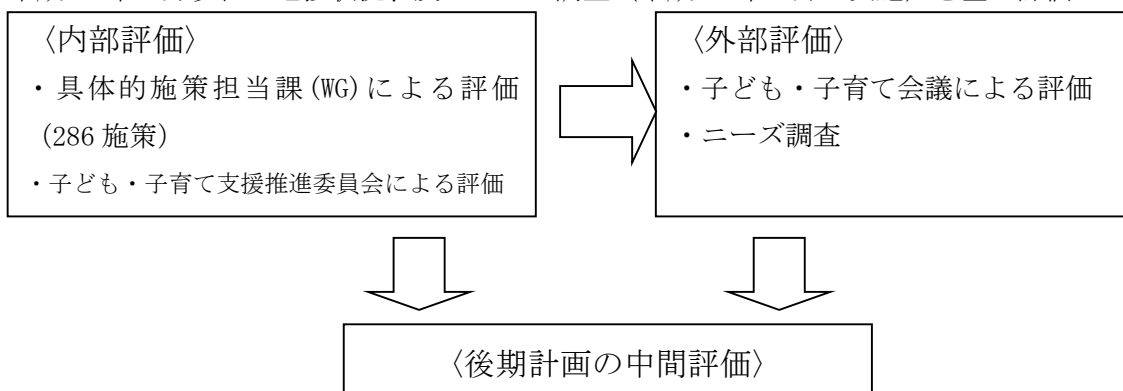 〈内部評価〉
・具体的施策担当課(WG)による評価
(286 施策)
・子ども・子育て支援推進委員会による評価
〈外部評価〉
・子ども・子育て会議による評価
・ニーズ調査
〈後期計画の中間評価〉